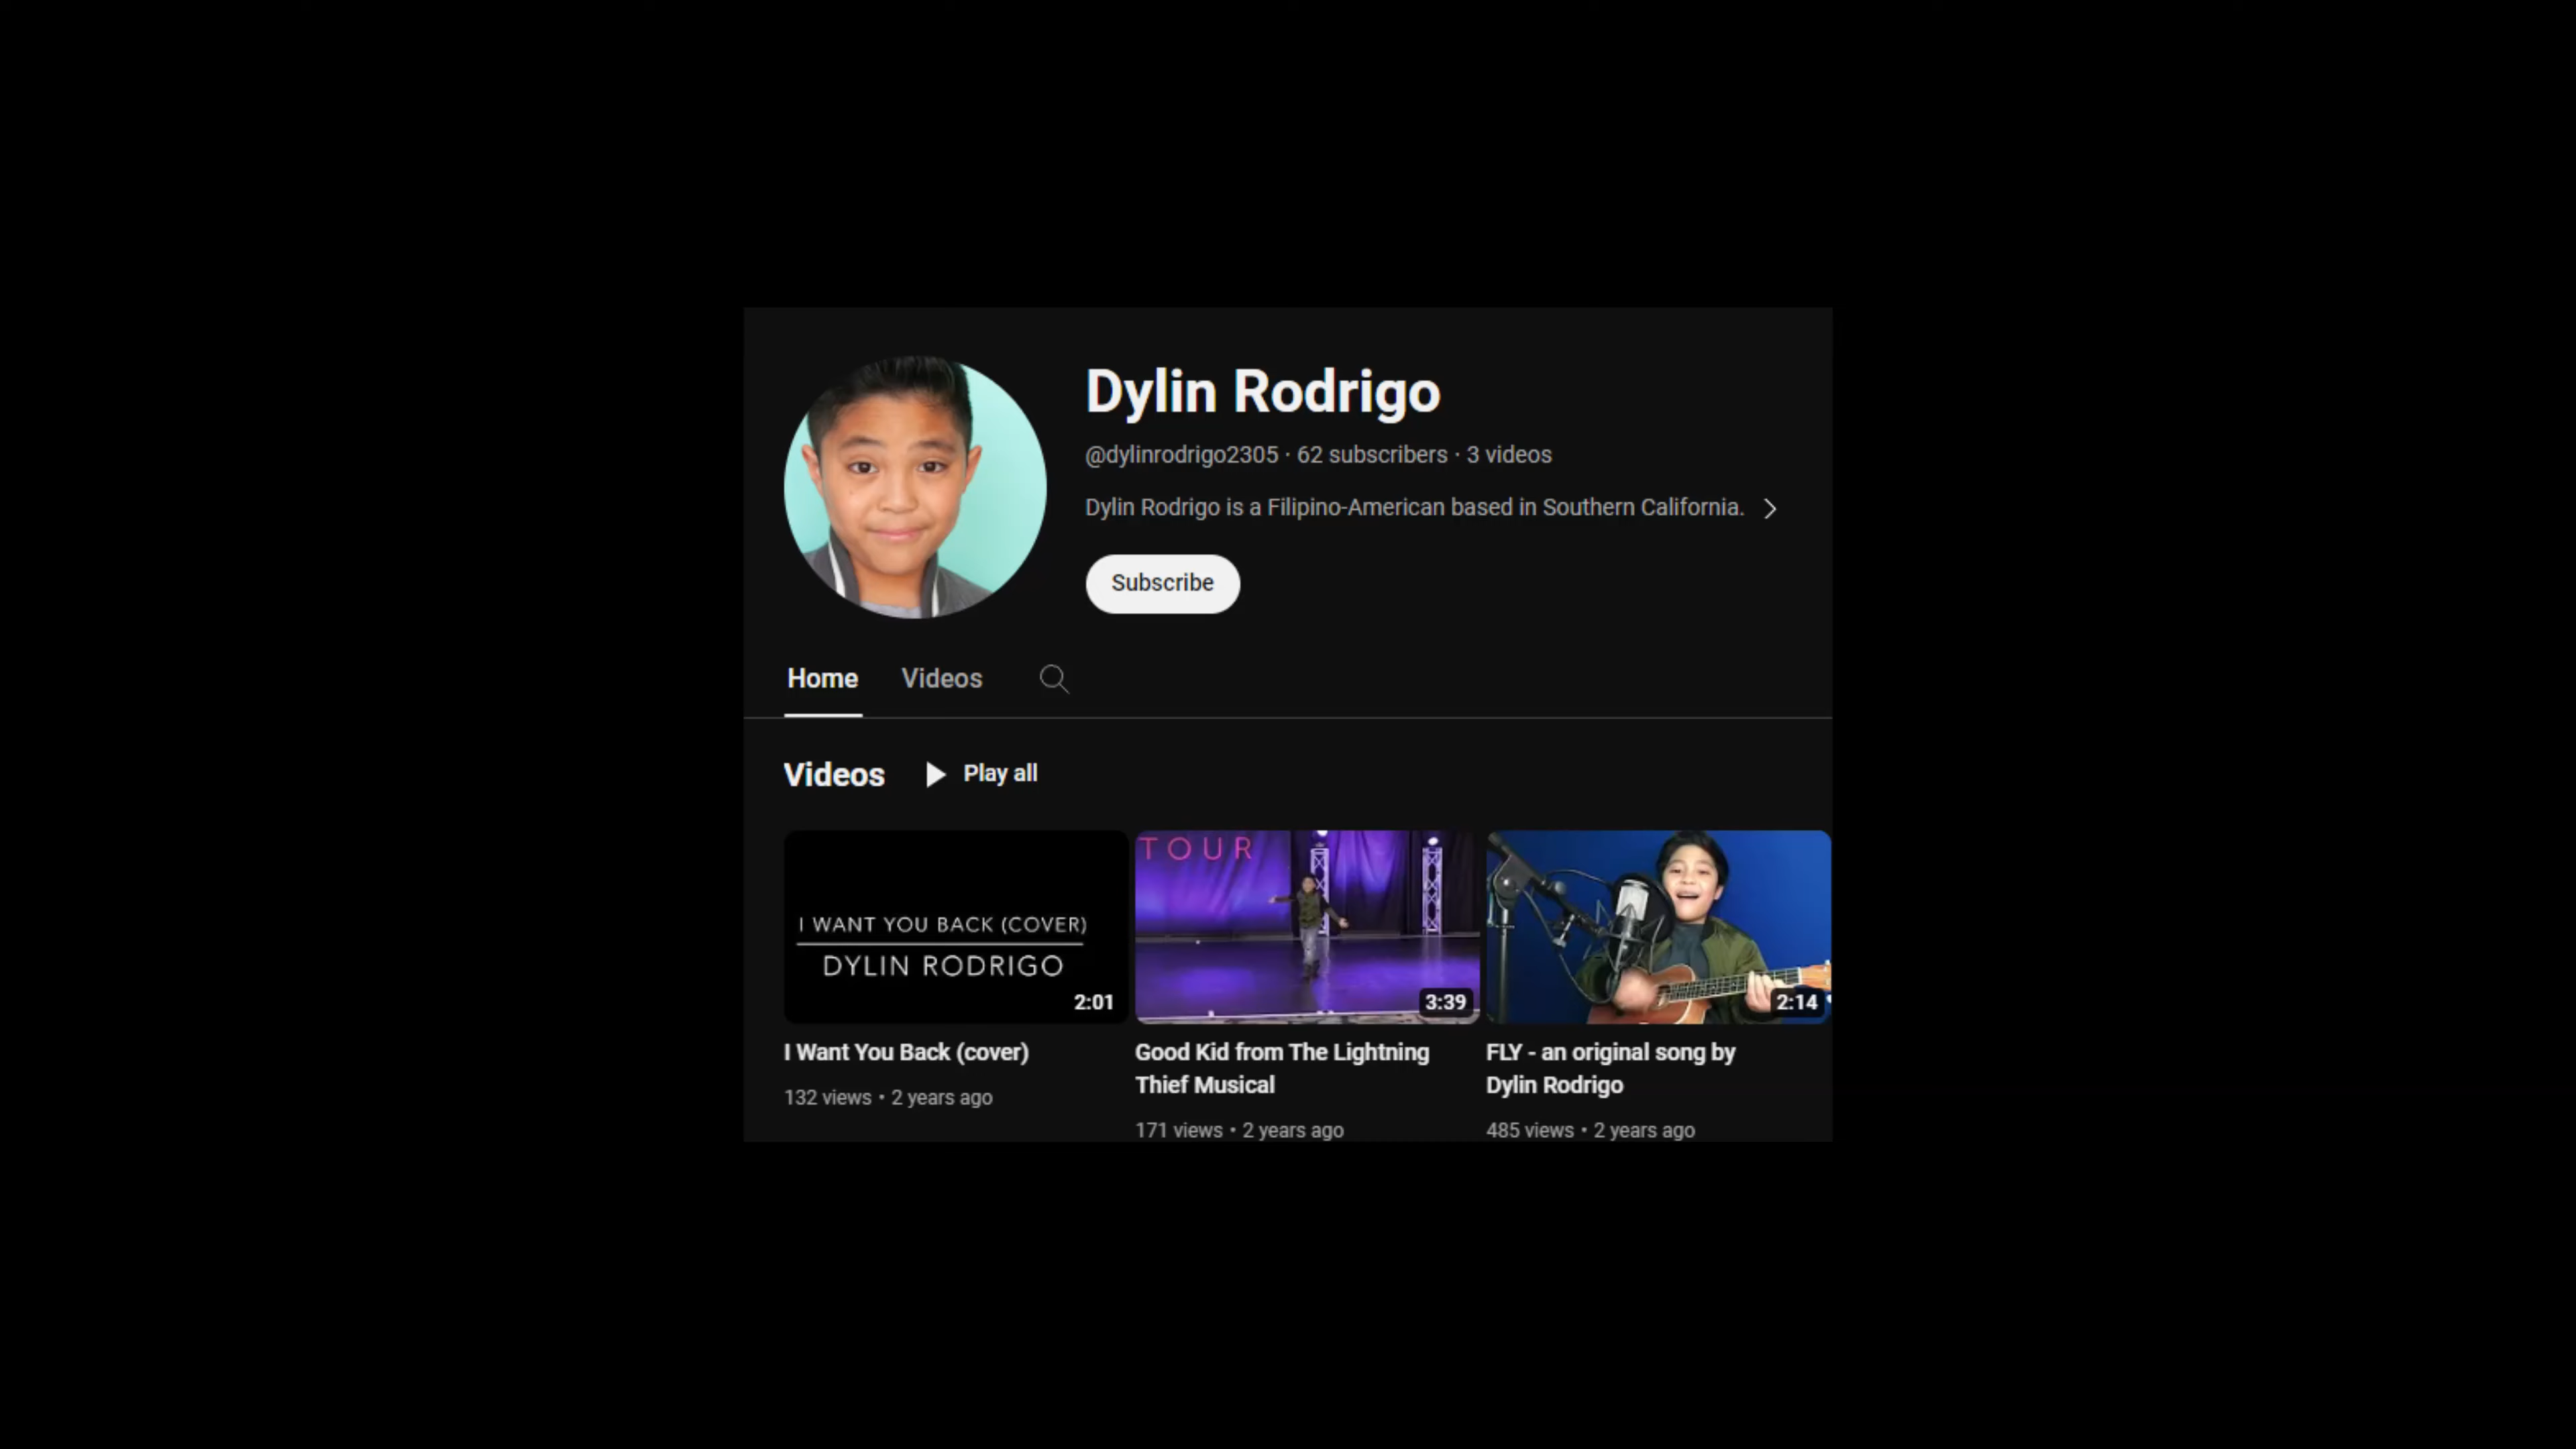 Dylin Rodrigo
@dylinrodrigo2305 · 62 subscribers · 3 videos
Dylin Rodrigo is a Filipino-American based in Southern California.
Subscribe
Home Videos
Videos Play all
I WANT YOU BACK (COVER)
DYLIN RODRIGO
2:01
I Want You Back (cover)
132 views • 2 years ago
TOUR
3:39
Good Kid from The Lightning
Thief Musical
171 views • 2 years ago
2:14
FLY - an original song by
Dylin Rodrigo
485 views • 2 years ago